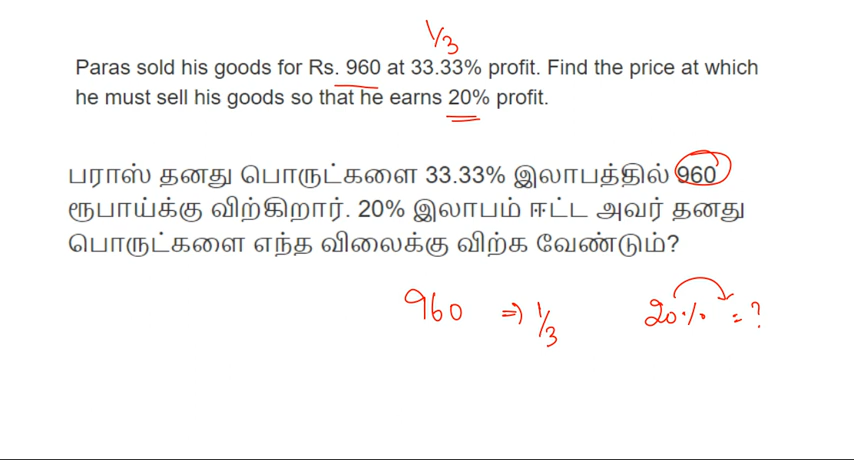 1/3
Paras sold his goods for Rs. 960 at 33.33% profit. Find the price at which
he must sell his goods so that he earns 20% profit.
பராஸ் தனது பொருட்களை 33.33% இலாபத்தில் 960
ரூபாய்க்கு விற்கிறார். 20% இலாபம் ஈட்ட அவர் தனது
பொருட்களை எந்த விலைக்கு விற்க வேண்டும்?
960 ⇒ 1/3 20% = ?